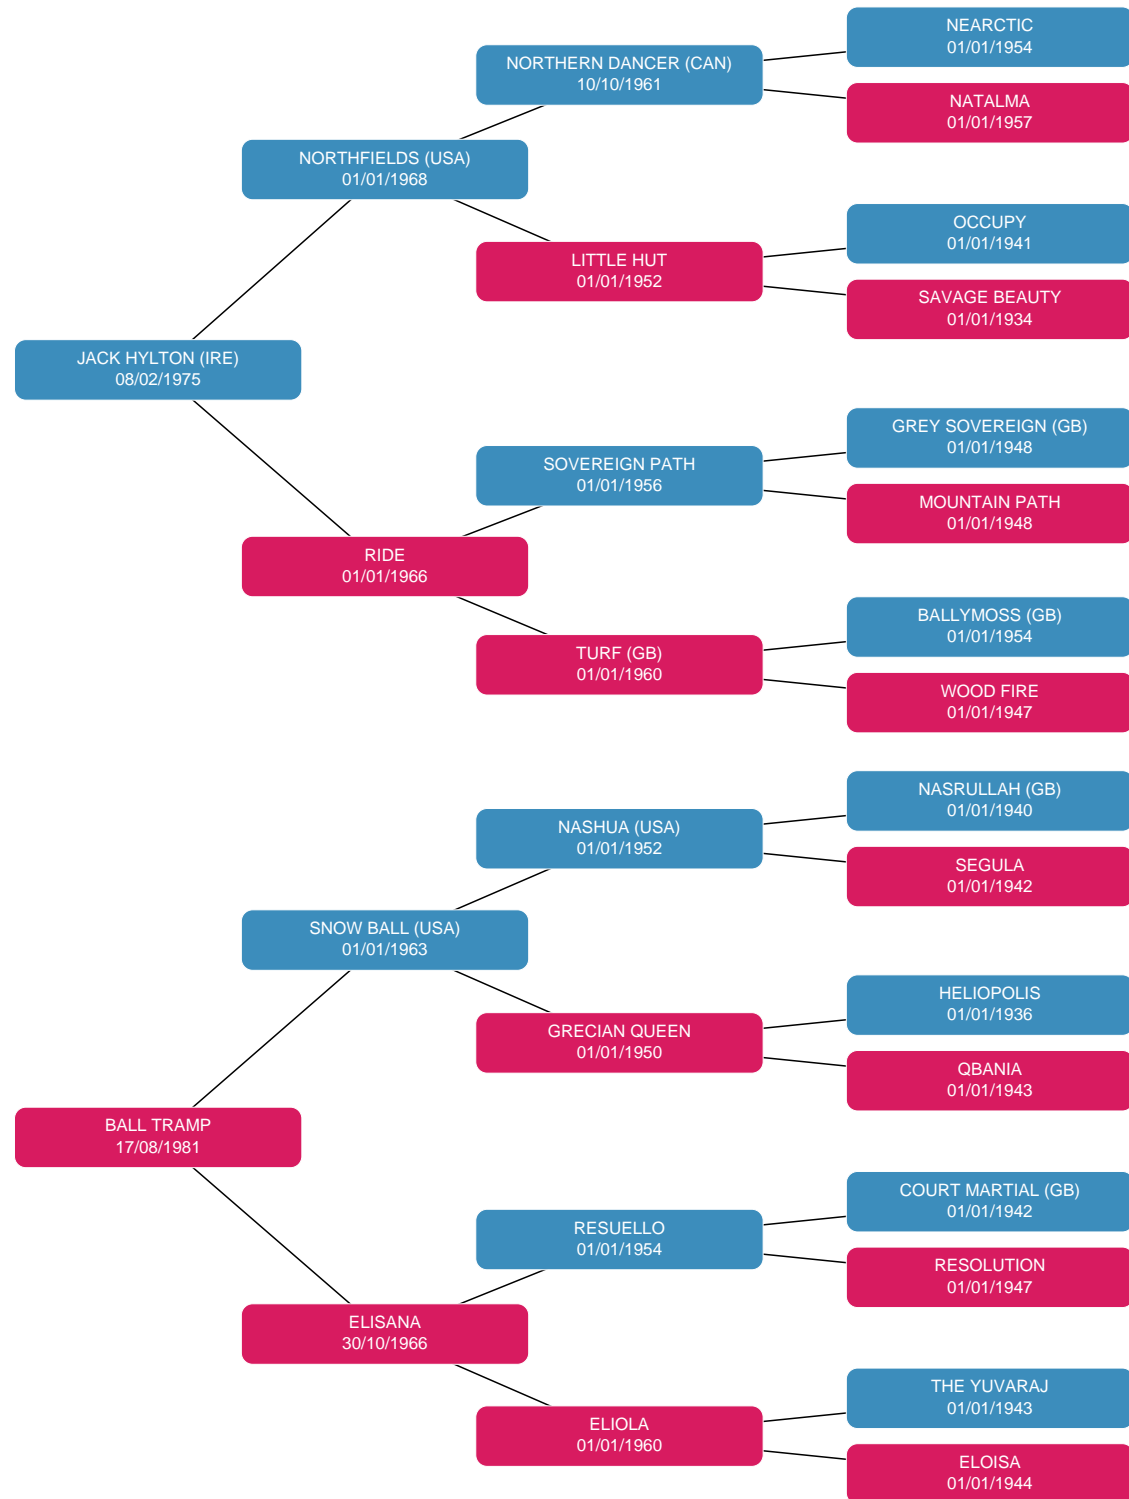 NEARCTIC
01/01/1954
NORTHERN DANCER (CAN)
10/10/1961
NATALMA
01/01/1957
NORTHFIELDS (USA)
01/01/1968
OCCUPY
01/01/1941
LITTLE HUT
01/01/1952
SAVAGE BEAUTY
01/01/1934
JACK HYLTON (IRE)
08/02/1975
GREY SOVEREIGN (GB)
01/01/1948
SOVEREIGN PATH
01/01/1956
MOUNTAIN PATH
01/01/1948
RIDE
01/01/1966
BALLYMOSS (GB)
01/01/1954
TURF (GB)
01/01/1960
WOOD FIRE
01/01/1947
NASRULLAH (GB)
01/01/1940
NASHUA (USA)
01/01/1952
SEGULA
01/01/1942
SNOW BALL (USA)
01/01/1963
HELIOPOLIS
01/01/1936
GRECIAN QUEEN
01/01/1950
QBANIA
01/01/1943
BALL TRAMP
17/08/1981
COURT MARTIAL (GB)
01/01/1942
RESUELLO
01/01/1954
RESOLUTION
01/01/1947
ELISANA
30/10/1966
THE YUVARAJ
01/01/1943
ELIOLA
01/01/1960
ELOISA
01/01/1944